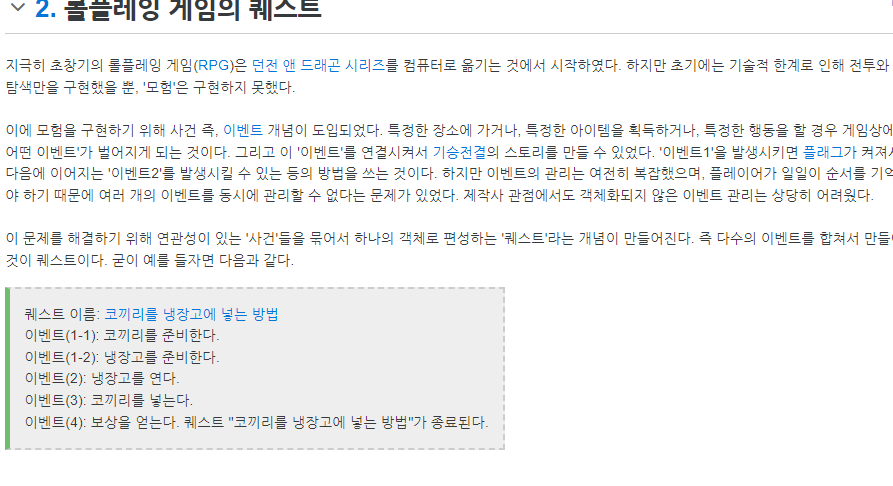 2. 롤플레잉 게임의 퀘스트
지극히 초창기의 롤플레잉 게임(RPG)은 던전 앤 드래곤 시리즈를 컴퓨터로 옮기는 것에서 시작하였다. 하지만 초기에는 기술적 한계로 인해 전투와
탐색만을 구현했을 뿐, '모험'은 구현하지 못했다.
이에 모험을 구현하기 위해 사건 즉, 이벤트 개념이 도입되었다. 특정한 장소에 가거나, 특정한 아이템을 획득하거나, 특정한 행동을 할 경우 게임상에
어떤 이벤트'가 벌어지게 되는 것이다. 그리고 이 '이벤트'를 연결시켜서 기승전결의 스토리를 만들 수 있었다. '이벤트1'을 발생시키면 플래그가 켜져서
다음에 이어지는 '이벤트2'를 발생시킬 수 있는 등의 방법을 쓰는 것이다. 하지만 이벤트의 관리는 여전히 복잡했으며, 플레이어가 일일이 순서를 기억
야 하기 때문에 여러 개의 이벤트를 동시에 관리할 수 없다는 문제가 있었다. 제작사 관점에서도 객체화되지 않은 이벤트 관리는 상당히 어려웠다.
이 문제를 해결하기 위해 연관성이 있는 '사건'들을 묶어서 하나의 객체로 편성하는 '퀘스트'라는 개념이 만들어진다. 즉 다수의 이벤트를 합쳐서 만들
것이 퀘스트이다. 굳이 예를 들자면 다음과 같다.
퀘스트 이름: 코끼리를 냉장고에 넣는 방법
이벤트(1-1): 코끼리를 준비한다.
이벤트(1-2): 냉장고를 준비한다.
이벤트(2): 냉장고를 연다.
이벤트(3): 코끼리를 넣는다.
이벤트(4): 보상을 얻는다. 퀘스트 "코끼리를 냉장고에 넣는 방법"가 종료된다.